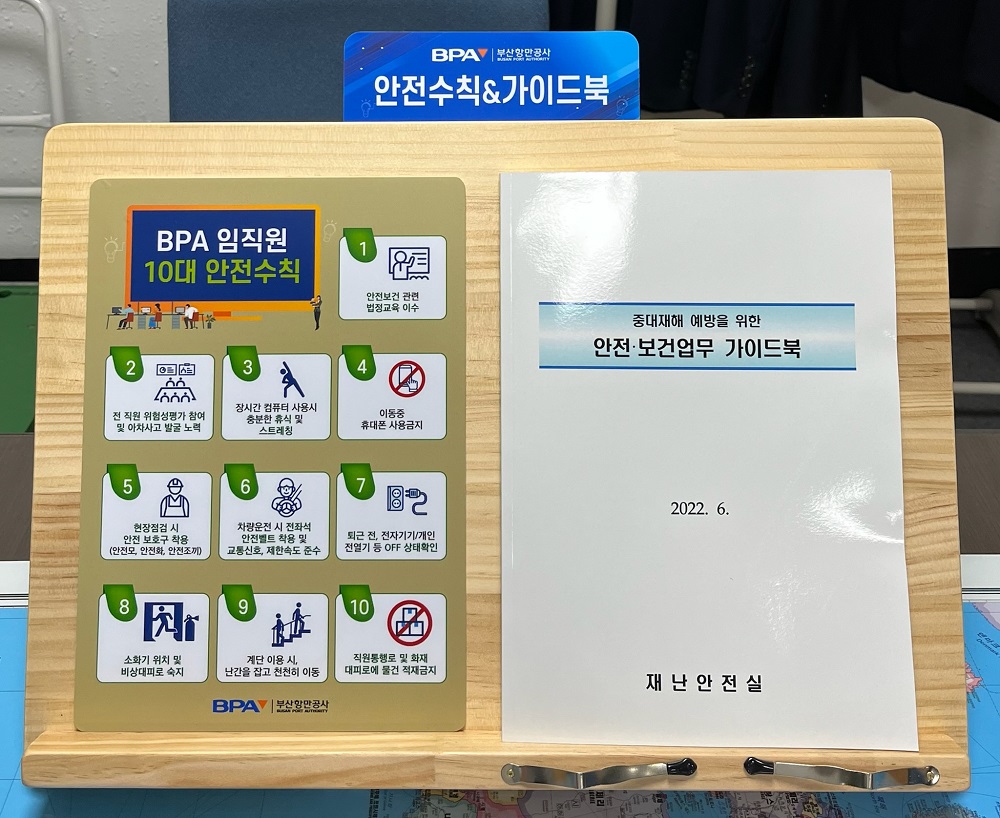 BPA 부산항만공사
BUSAN PORT AUTHORITY
안전수칙&가이드북
BPA 임직원
10대 안전수칙
1
안전보건 관련
법정교육 이수
2
전 직원 위험성평가 참여
및 아차사고 발굴 노력
3
장시간 컴퓨터 사용시
충분한 휴식 및
스트레칭
4
이동중
휴대폰 사용금지
5
현장점검 시
안전 보호구 착용
(안전모, 안전화, 안전조끼)
6
차량운전 시 전좌석
안전벨트 착용 및
교통신호, 제한속도 준수
7
퇴근 전, 전자기기/개인
전열기 등 OFF 상태확인
8
소화기 위치 및
비상대피로 숙지
9
계단 이용 시,
난간을 잡고 천천히 이동
10
직원통행로 및 화재
대피로에 물건 적재금지
BPA 부산항만공사
BUSAN PORT AUTHORITY
중대재해 예방을 위한
안전·보건업무 가이드북
2022. 6.
재난안전실